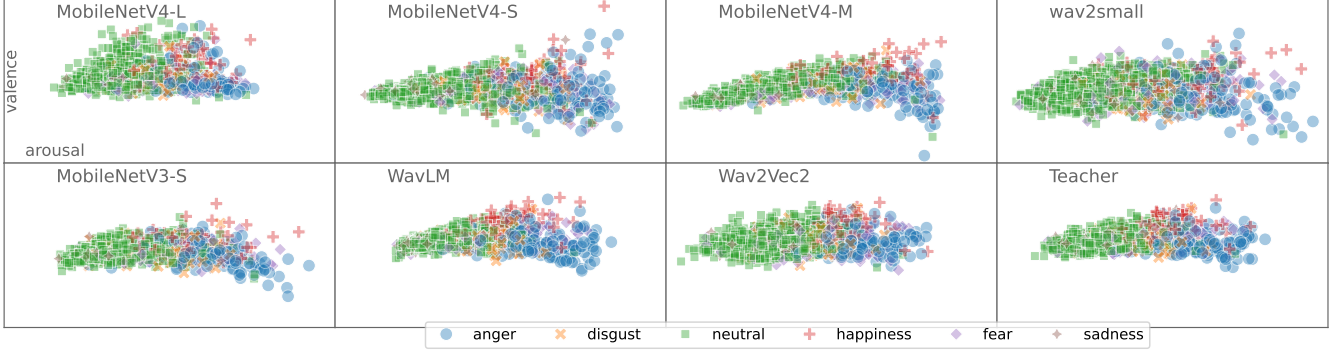 MobileNetV4-L
MobileNetV4-S
MobileNetV4-M
wav2small
valence
arousal
MobileNetV3-S
WavLM
Wav2Vec2
Teacher
anger
disgust
neutral
happiness
fear
sadness